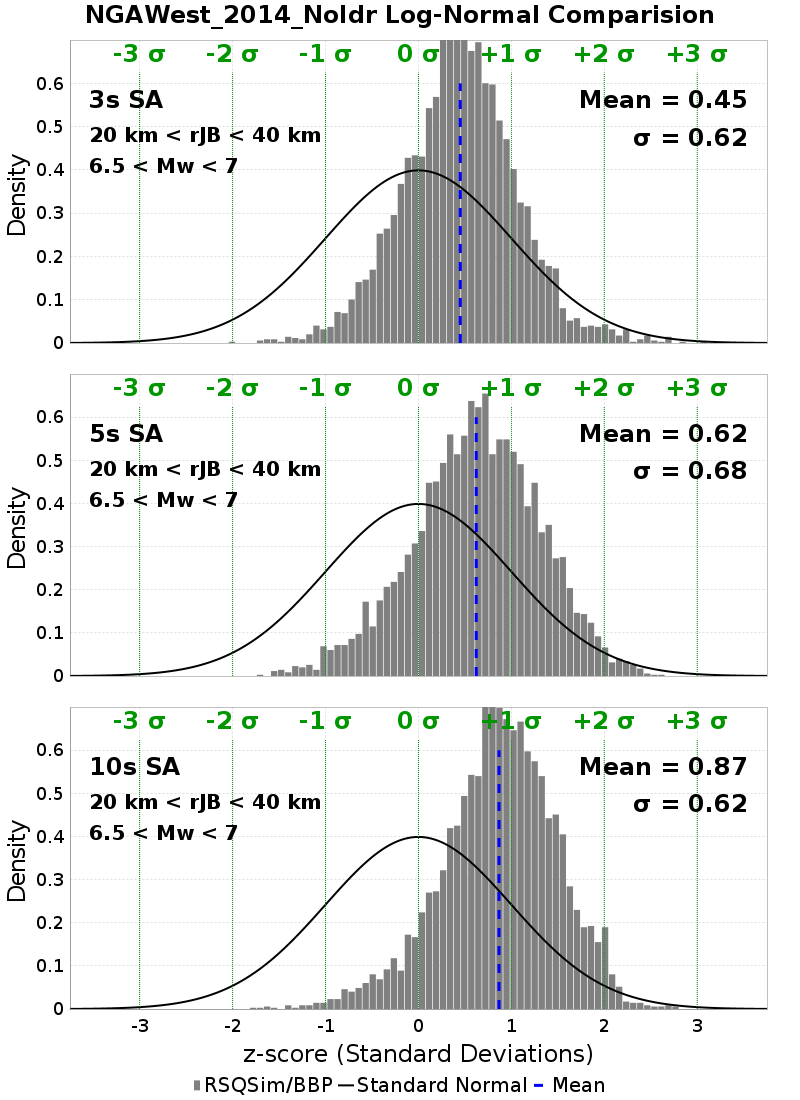 NGAWest_2014_NoIdr Log-Normal Comparision
-3 σ -2 σ -1 σ 0 σ +1 σ +2 σ +3 σ
3s SA
20 km < rJB < 40 km
6.5 < Mw < 7
Mean = 0.45
σ = 0.62
Density
0.6
0.5
0.4
0.3
0.2
0.1
0
-3 σ -2 σ -1 σ 0 σ +1 σ +2 σ +3 σ
5s SA
20 km < rJB < 40 km
6.5 < Mw < 7
Mean = 0.62
σ = 0.68
Density
0.6
0.5
0.4
0.3
0.2
0.1
0
-3 σ -2 σ -1 σ 0 σ +1 σ +2 σ +3 σ
10s SA
20 km < rJB < 40 km
6.5 < Mw < 7
Mean = 0.87
σ = 0.62
Density
0.6
0.5
0.4
0.3
0.2
0.1
0
-3 -2 -1 0 1 2 3
z-score (Standard Deviations)
RSQSim/BBP Standard Normal Mean